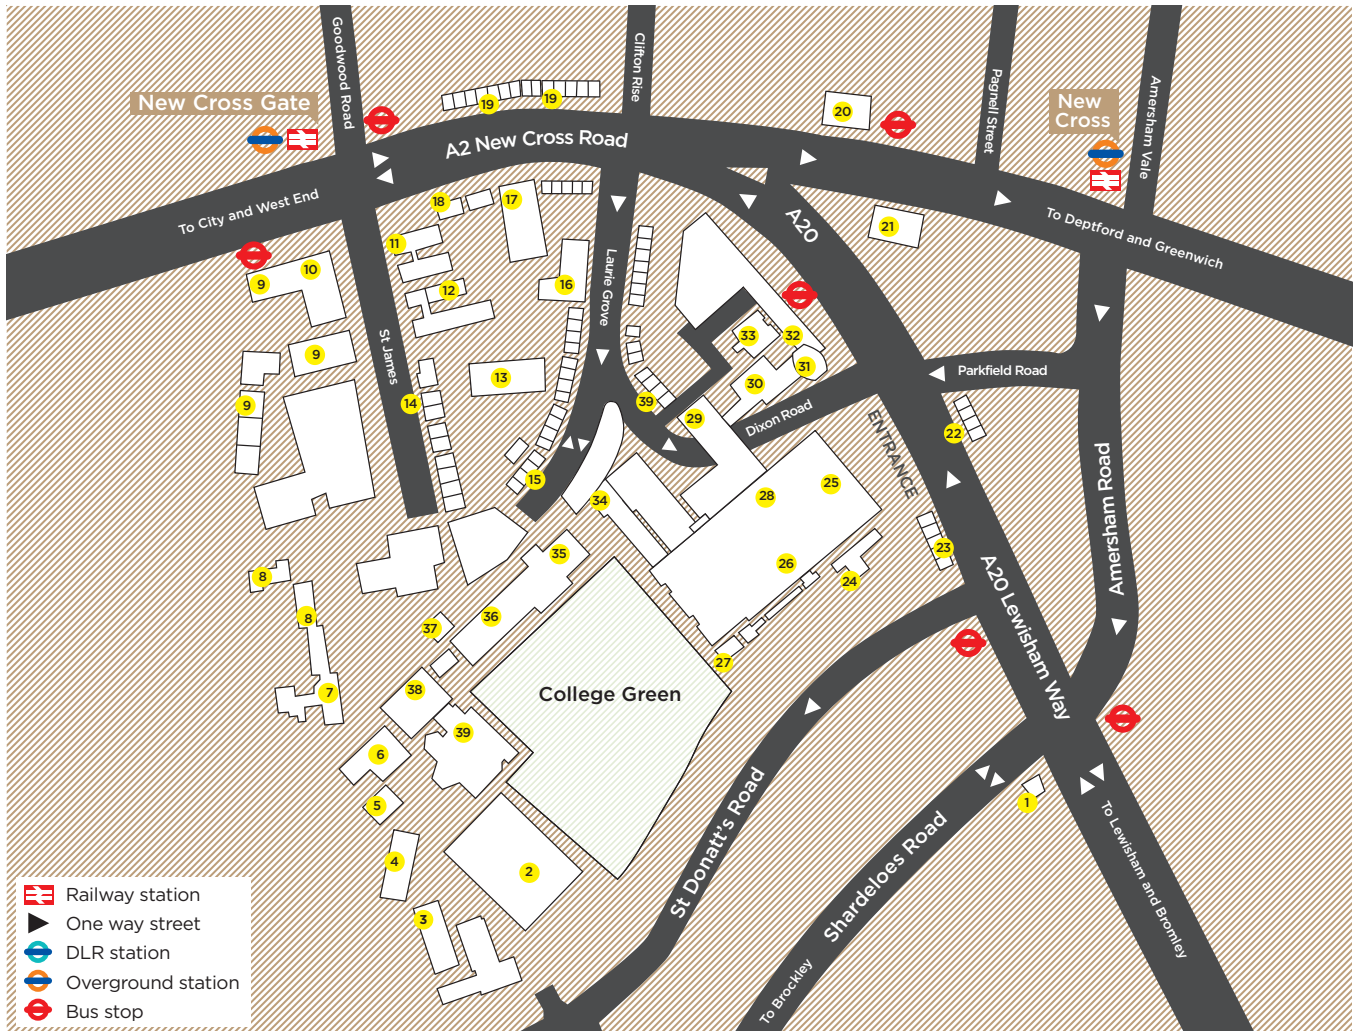 Goodwood Road
Clifton Rise
Pagnell Street
Amersham Vale
New Cross Gate
New
Cross
A2 New Cross Road
19
19
20
To City and West End
To Deptford and Greenwich
A20
18
17
21
11
10
9
12
16
Laurie Grove
St James
9
13
33
32
31
30
Parkfield Road
9
14
39
29
Dixon Road
ENTRANCE
22
15
34
28
25
Amersham Road
35
26
23
24
8
8
36
37
27
A20 Lewisham Way
7
38
College Green
39
6
5
1
4
2
3
St Donatt's Road
Shardeloes Road
To Brockley
To Lewisham and Bromley
Railway station
One way street
DLR station
Overground station
Bus stop